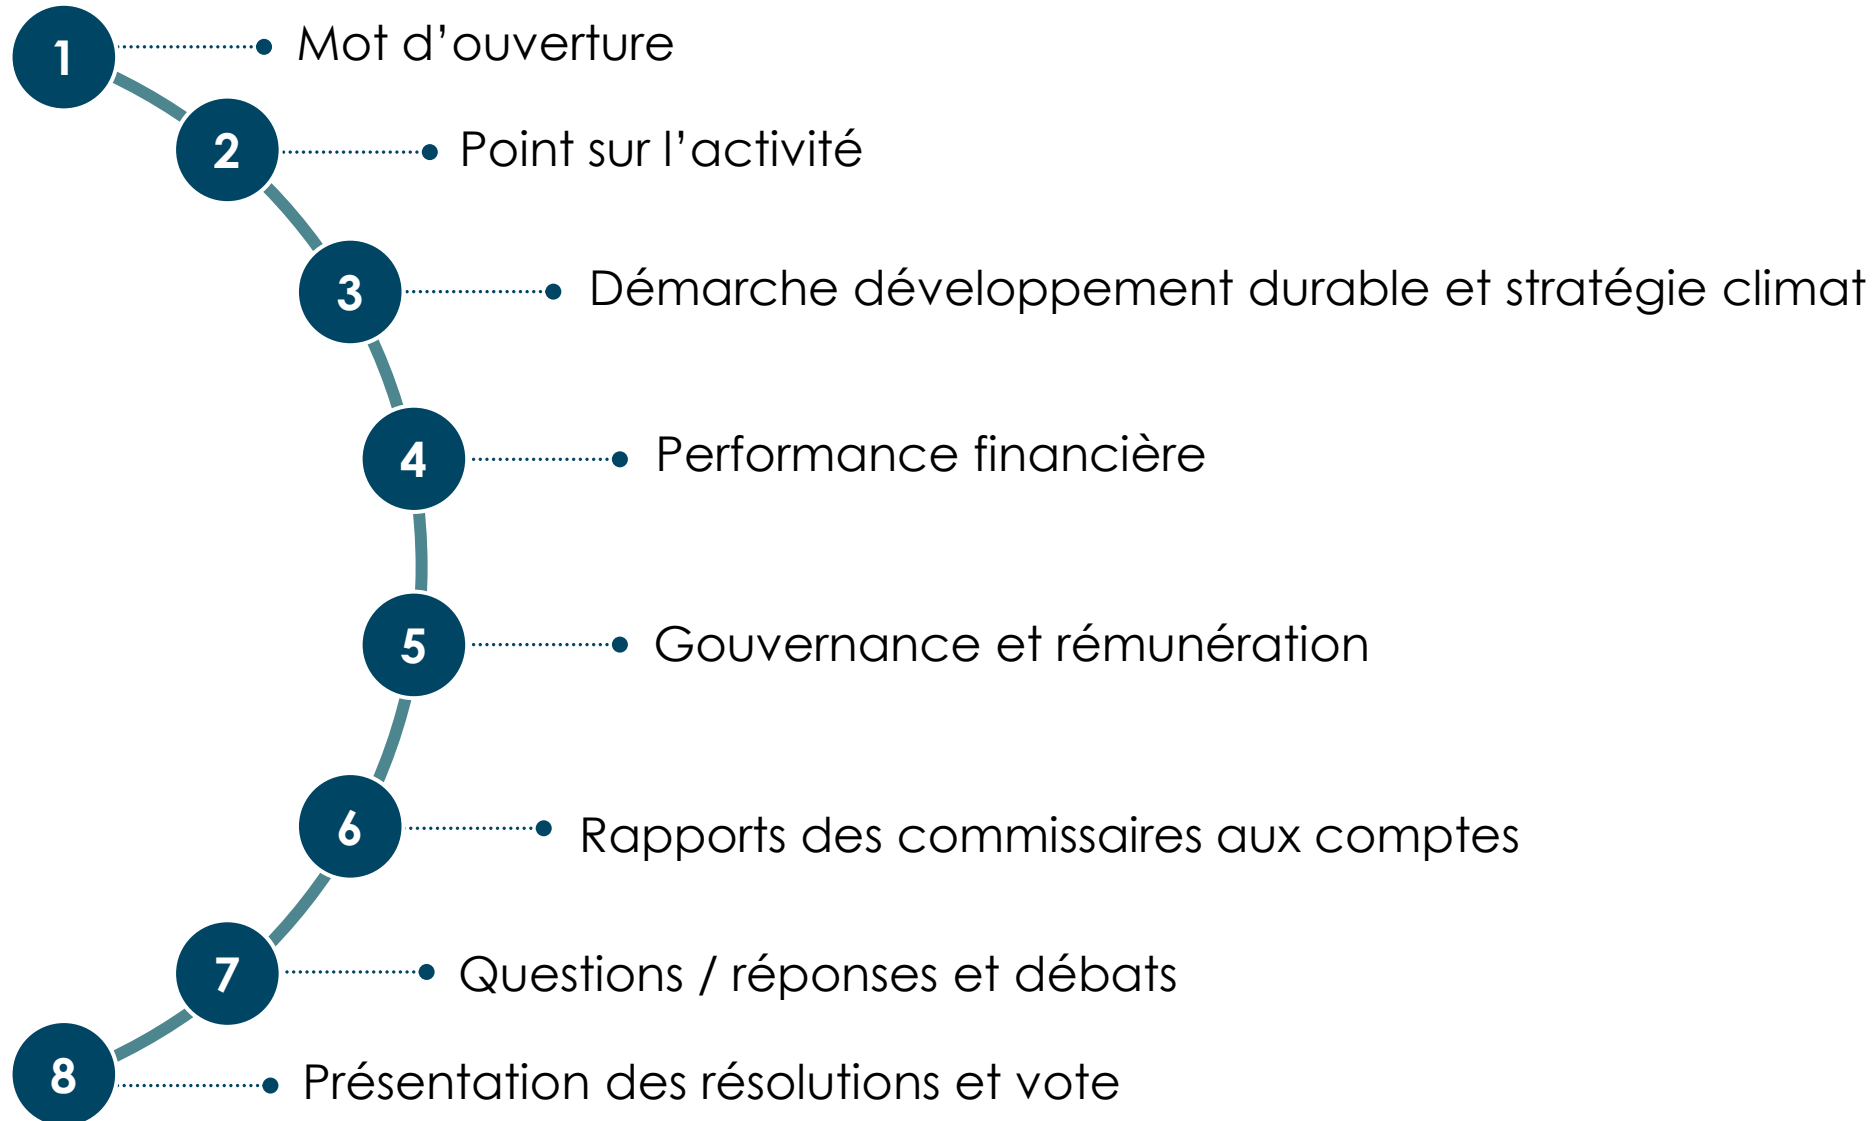 1 Mot d’ouverture
2 Point sur l’activité
3 Démarche développement durable et stratégie climat
4 Performance financière
5 Gouvernance et rémunération
6 Rapports des commissaires aux comptes
7 Questions / réponses et débats
8 Présentation des résolutions et vote